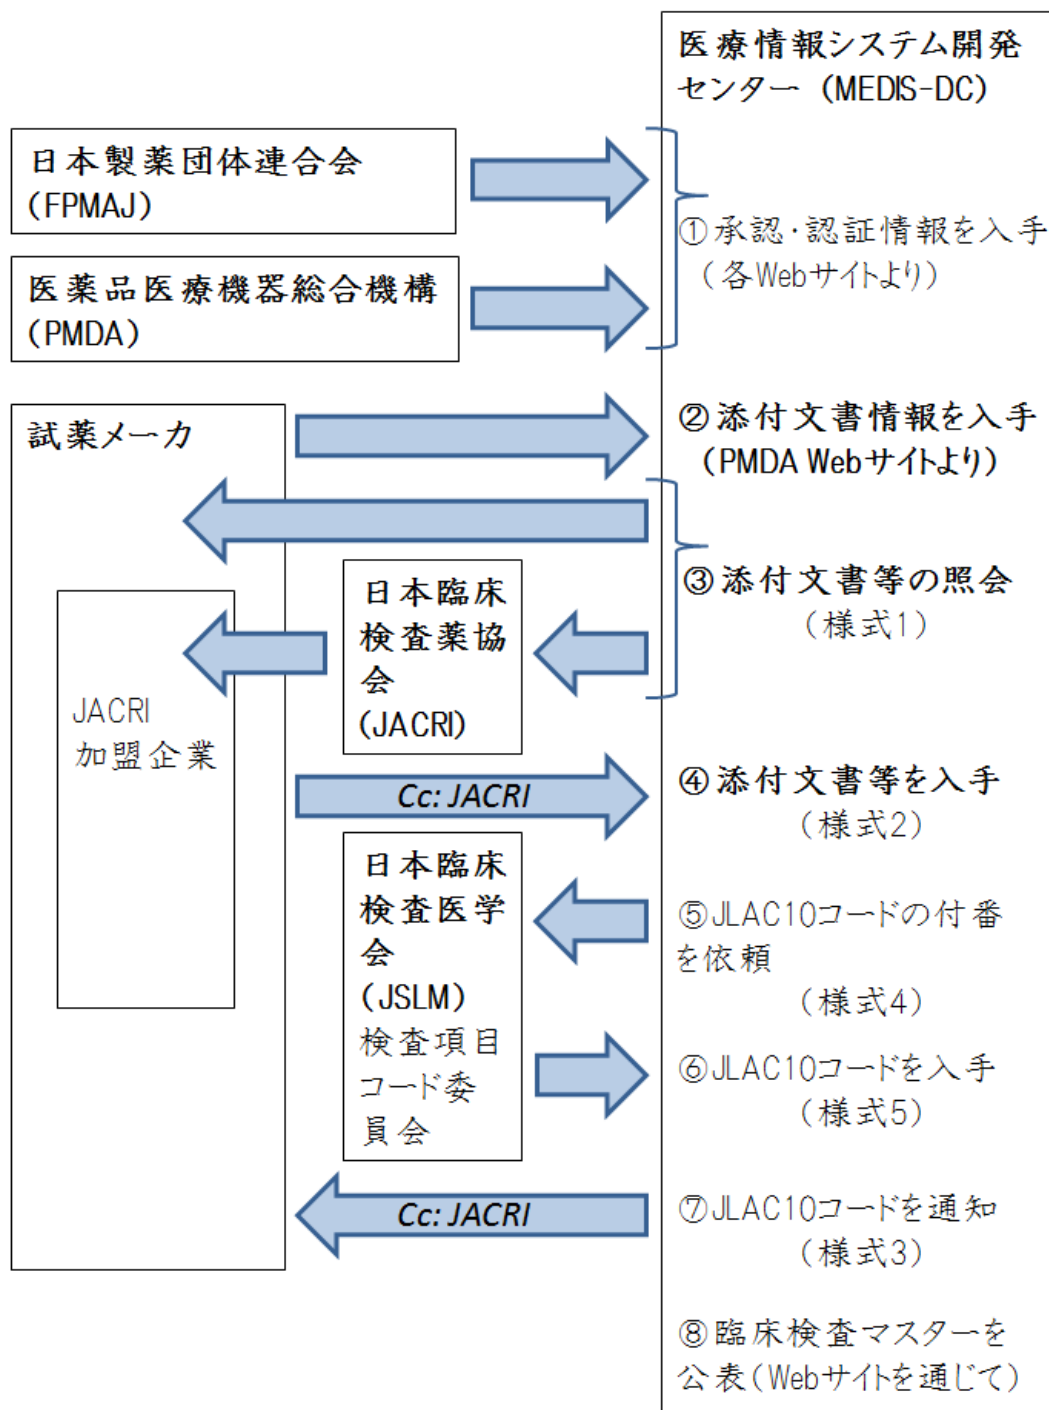 医療情報システム開発
センター（MEDIS-DC）
日本製薬団体連合会
(FPMAJ)
①承認・認証情報を入手
（各Webサイトより）
医薬品医療機器総合機構
(PMDA)
試薬メーカ
②添付文書情報を入手
（PMDA Webサイトより）
③添付文書等の照会
（様式1）
日本臨床
検査薬協
会
(JACRI)
JACRI
加盟企業
Cc: JACRI
④添付文書等を入手
（様式2）
日本臨床
検査医学
会
(JSLM)
検査項目
コード委
員会
⑤JLAC10コードの付番
を依頼
（様式4）
⑥JLAC10コードを入手
（様式5）
Cc: JACRI
⑦JLAC10コードを通知
（様式3）
⑧臨床検査マスターを
公表（Webサイトを通じて）